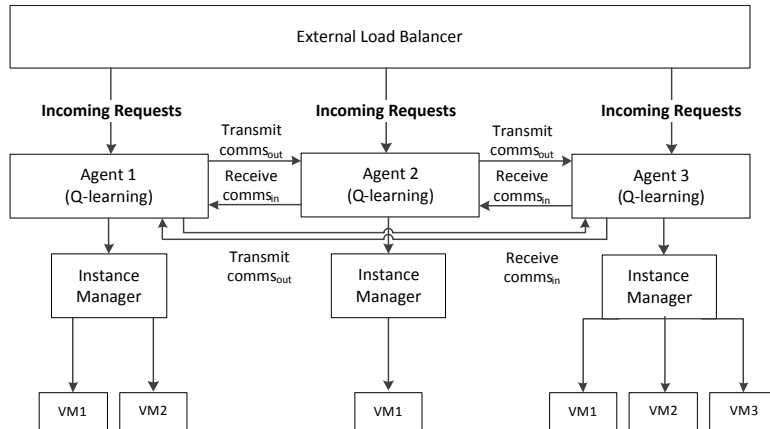 External Load Balancer
Incoming Requests
Incoming Requests
Incoming Requests
Transmit
comms_out
Transmit
comms_out
Agent 1
(Q-learning)
Receive
comms_in
Agent 2
(Q-learning)
Receive
comms_in
Agent 3
(Q-learning)
Transmit
comms_out
Receive
comms_in
Instance
Manager
Instance
Manager
Instance
Manager
VM1
VM2
VM1
VM1
VM2
VM3